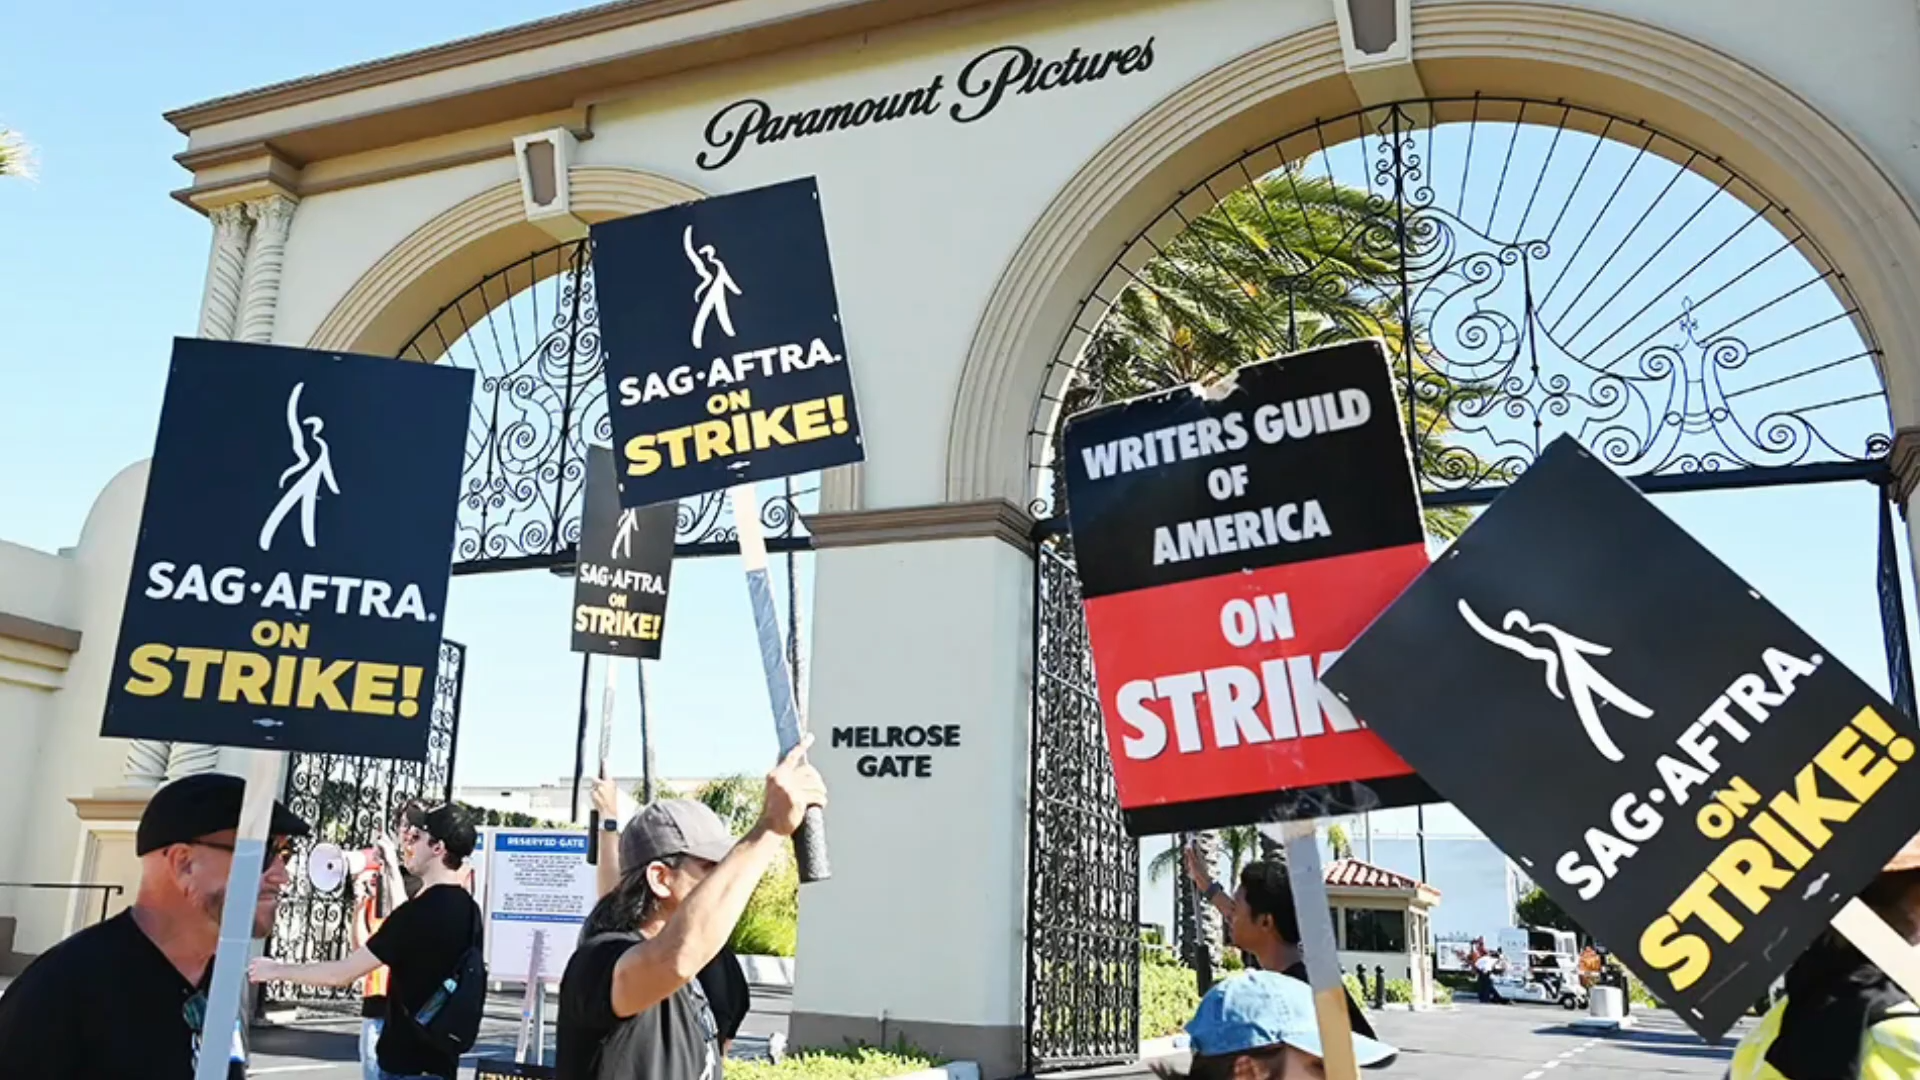 Paramount Pictures
SAG·AFTRA.
ON
STRIKE!
SAG·AFTRA.
ON
STRIKE!
SAG·AFTRA.
ON
STRIKE!
WRITERS GUILD
OF
AMERICA
ON
STRIK
SAG·AFTRA®
ON
STRIKE!
MELROSE
GATE
RESERVED GATE